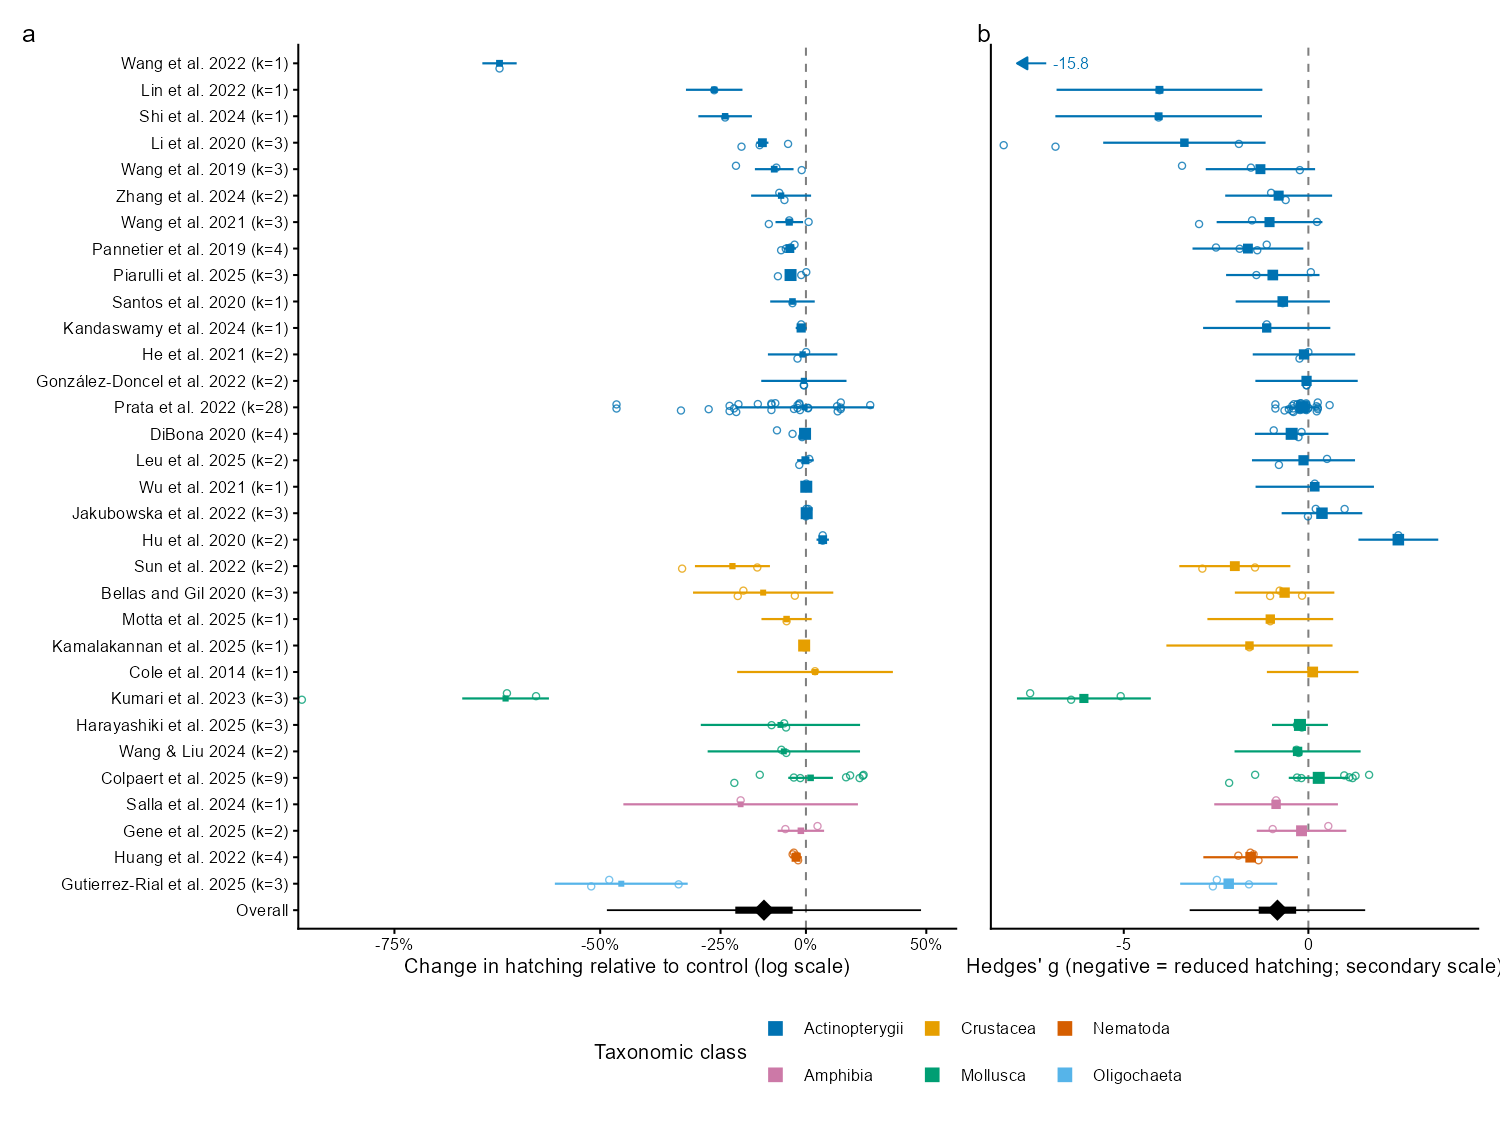 a
b
Wang et al. 2022 (k=1)
-15.8
Lin et al. 2022 (k=1)
Shi et al. 2024 (k=1)
Li et al. 2020 (k=3)
Wang et al. 2019 (k=3)
Zhang et al. 2024 (k=2)
Wang et al. 2021 (k=3)
Pannetier et al. 2019 (k=4)
Piarulli et al. 2025 (k=3)
Santos et al. 2020 (k=1)
Kandaswamy et al. 2024 (k=1)
He et al. 2021 (k=2)
González-Doncel et al. 2022 (k=2)
Prata et al. 2022 (k=28)
DiBona 2020 (k=4)
Leu et al. 2025 (k=2)
Wu et al. 2021 (k=1)
Jakubowska et al. 2022 (k=3)
Hu et al. 2020 (k=2)
Sun et al. 2022 (k=2)
Bellas and Gil 2020 (k=3)
Motta et al. 2025 (k=1)
Kamalakannan et al. 2025 (k=1)
Cole et al. 2014 (k=1)
Kumari et al. 2023 (k=3)
Harayashiki et al. 2025 (k=3)
Wang & Liu 2024 (k=2)
Colpaert et al. 2025 (k=9)
Salla et al. 2024 (k=1)
Gene et al. 2025 (k=2)
Huang et al. 2022 (k=4)
Gutierrez-Rial et al. 2025 (k=3)
Overall
-75% -50% -25% 0% 50%
Change in hatching relative to control (log scale)
-5 0
Hedges' g (negative = reduced hatching; secondary scale)
Taxonomic class
Actinopterygii Crustacea Nematoda
Amphibia Mollusca Oligochaeta